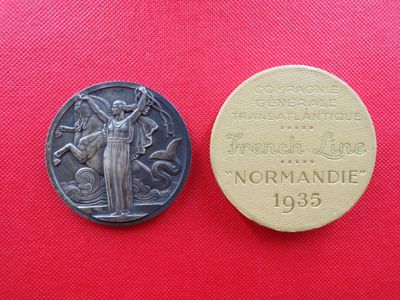 COMPAGNIE
GÉNÉRALE
TRANSATLANTIQUE
French Line
"NORMANDIE"
1935